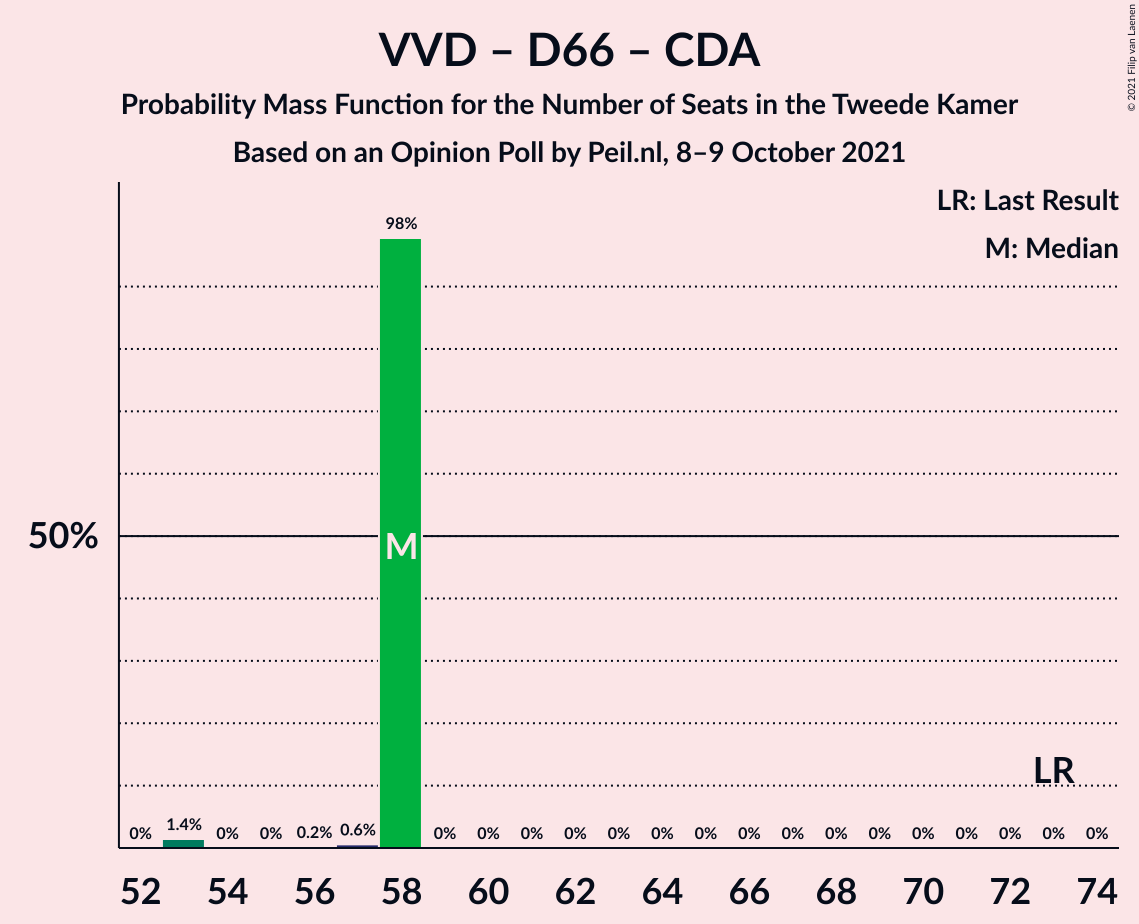 VVD – D66 – CDA
Probability Mass Function for the Number of Seats in the Tweede Kamer
Based on an Opinion Poll by Peil.nl, 8–9 October 2021
© 2021 Filip van Laenen
LR: Last Result
M: Median
98%
50%
M
LR
0% 1.4% 0% 0% 0.2% 0.6% 0% 0% 0% 0% 0% 0% 0% 0% 0% 0% 0% 0% 0% 0% 0% 0%
52 54 56 58 60 62 64 66 68 70 72 74